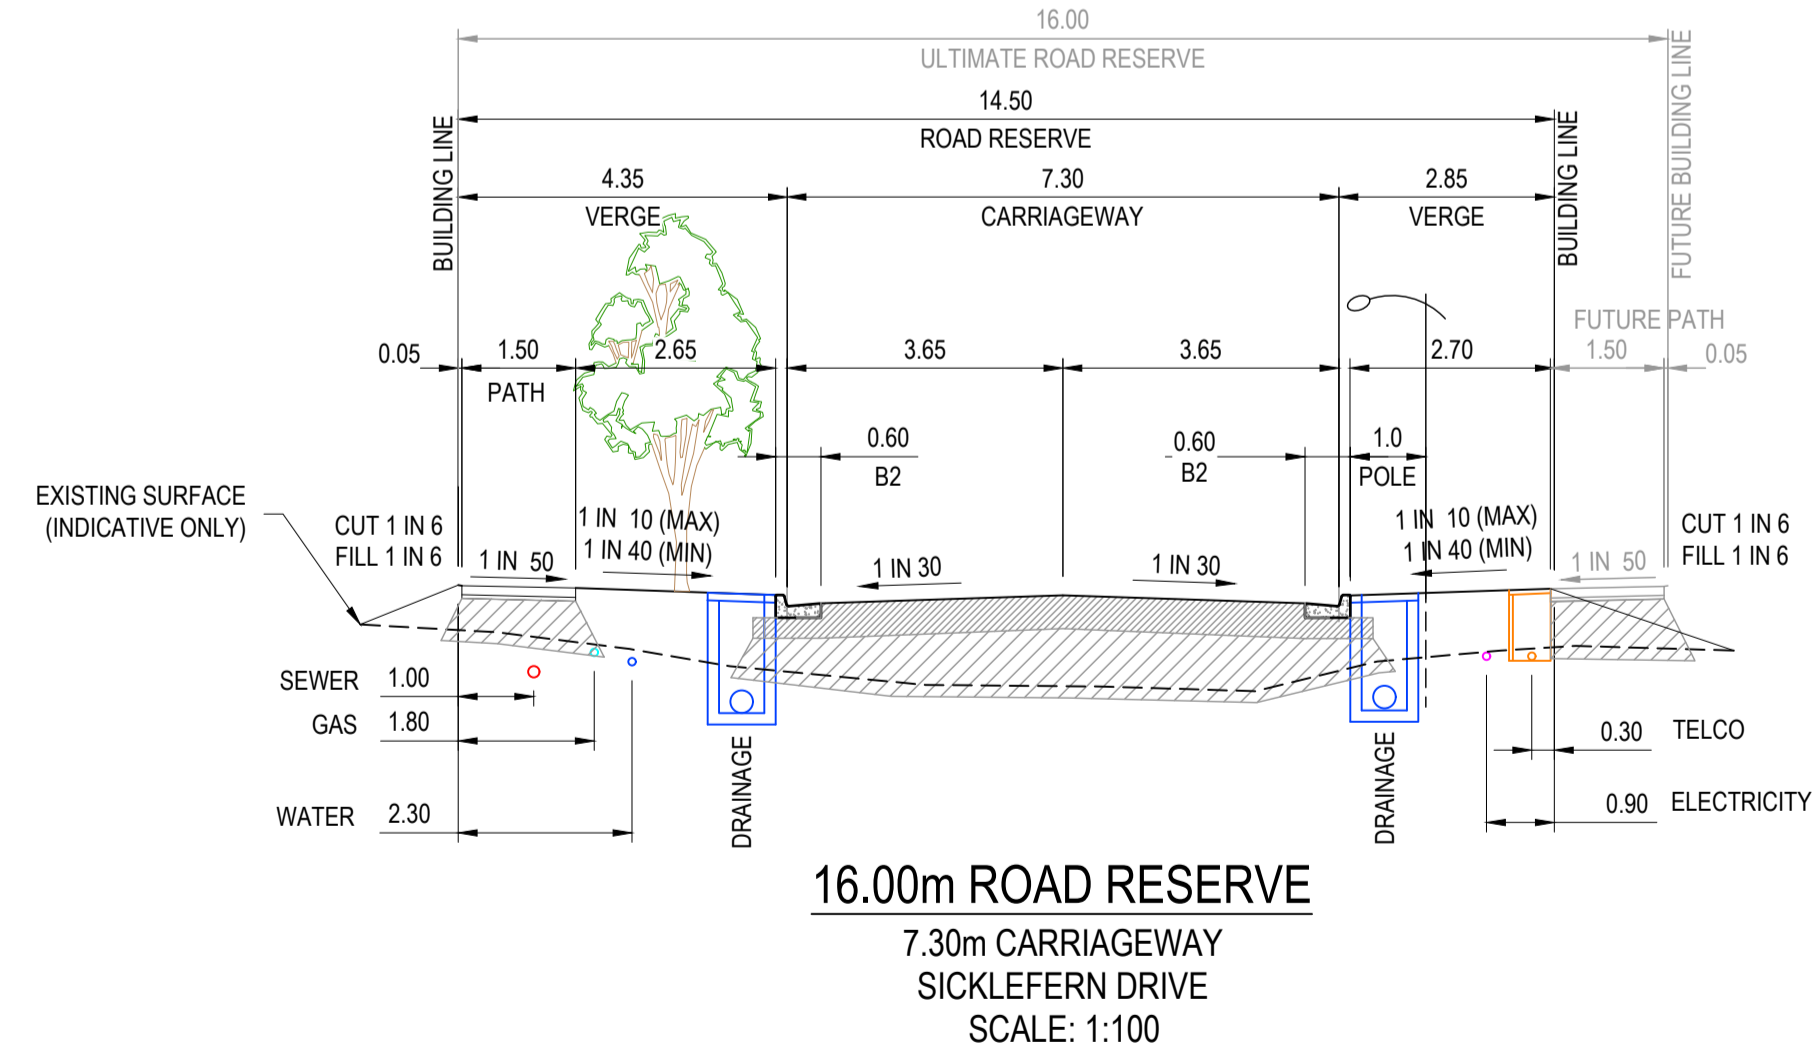 16.00
ULTIMATE ROAD RESERVE
14.50
ROAD RESERVE
BUILDING LINE
4.35
VERGE
7.30
CARRIAGEWAY
2.85
VERGE
BUILDING LINE
FUTURE BUILDING LINE
FUTURE PATH
0.05
1.50
PATH
2.65
3.65
3.65
2.70
1.50
0.05
0.60
B2
0.60
B2
1.0
POLE
EXISTING SURFACE
(INDICATIVE ONLY)
CUT 1 IN 6
FILL 1 IN 6
1 IN 50
1 IN 10 (MAX)
1 IN 40 (MIN)
1 IN 30
1 IN 30
1 IN 10 (MAX)
1 IN 40 (MIN)
1 IN 50
CUT 1 IN 6
FILL 1 IN 6
SEWER 1.00
GAS 1.80
WATER 2.30
DRAINAGE
DRAINAGE
0.30 TELCO
0.90 ELECTRICITY
16.00m ROAD RESERVE
7.30m CARRIAGEWAY
SICKLEFERN DRIVE
SCALE: 1:100